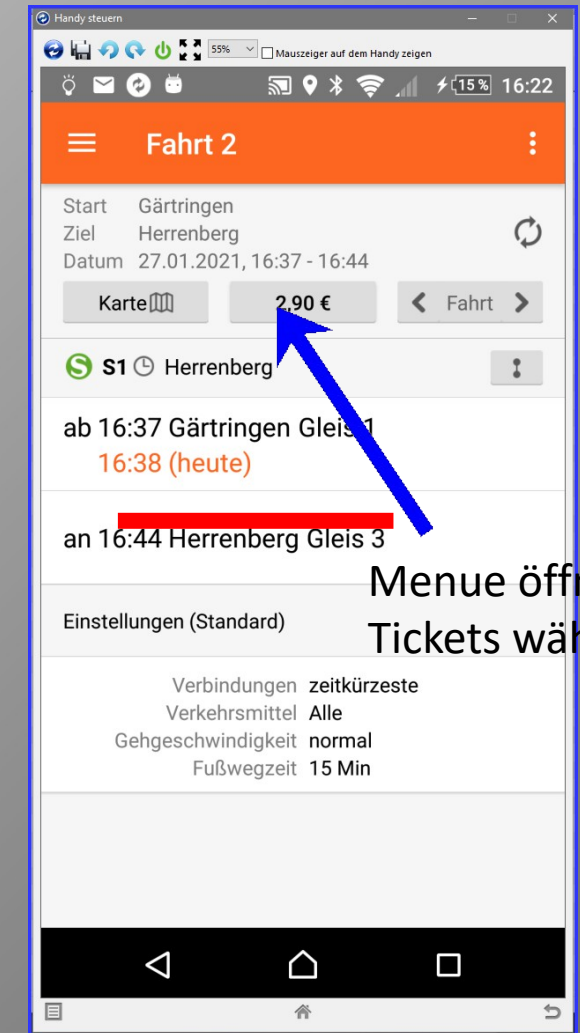 Handy steuern
55%
Mauszeiger auf dem Handy zeigen
15% 16:22
Fahrt 2
Start Gärtringen
Ziel Herrenberg
Datum 27.01.2021, 16:37 - 16:44
Karte 2,90 € Fahrt
S S1 Herrenberg
ab 16:37 Gärtringen Gleis 1
16:38 (heute)
an 16:44 Herrenberg Gleis 3
Menue öff
Tickets wä
Einstellungen (Standard)
Verbindungen zeitkürzeste
Verkehrsmittel Alle
Gehgeschwindigkeit normal
Fußwegzeit 15 Min